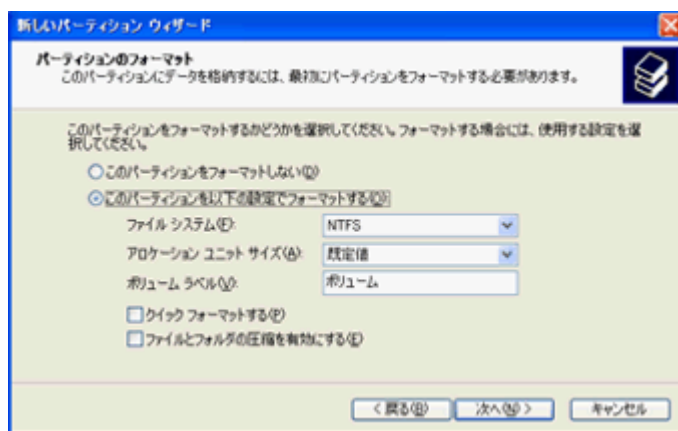 新しいパーティション ウィザード
パーティションのフォーマット
このパーティションにデータを格納するには、最初にパーティションをフォーマットする必要があります。
このパーティションをフォーマットするかどうかを選択してください。フォーマットする場合には、使用する設定を選
択してください。
このパーティションをフォーマットしない(D)
このパーティションを以下の設定でフォーマットする(O)
ファイル システム(F): NTFS
アロケーション ユニット サイズ(A): 既定値
ボリューム ラベル(V): ボリューム
クイック フォーマットする(P)
ファイルとフォルダの圧縮を有効にする(E)
< 戻る(B) 次へ(N) > キャンセル